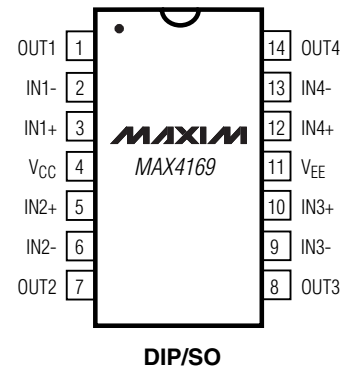 OUT1 1 14 OUT4
IN1- 2 13 IN4-
IN1+ 3 MAXIM 12 IN4+
VCC 4 MAX4169 11 VEE
IN2+ 5 10 IN3+
IN2- 6 9 IN3-
OUT2 7 8 OUT3
DIP/SO